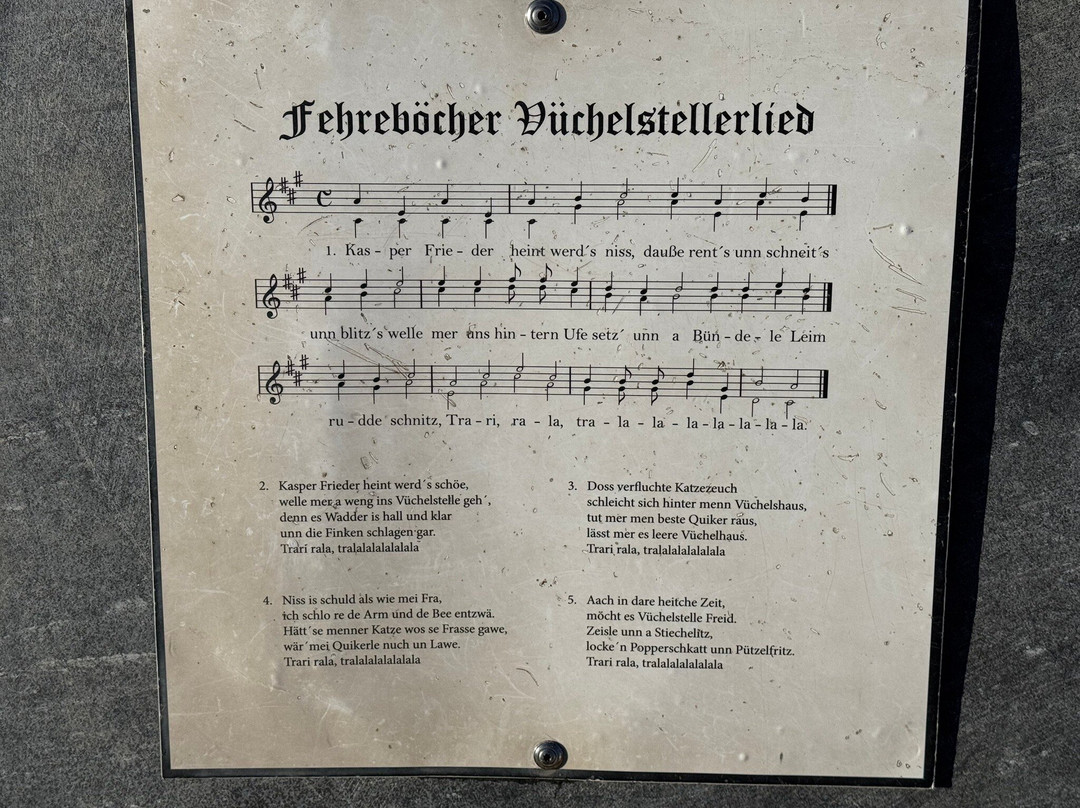 Fehreböcher Vüchelstellerlied
1. Kas - per Frie - der heint werd´s niss, dauße rent´s unn schneit´s
unn blitz´s welle mer uns hin - tern Ufe setz´ unn a Bün - de - le Leim
ru - dde schnitz, Tra - ri, ra - la, tra - la - la - la - la - la - la - la.
2. Kasper Frieder heint werd´s schöe,
welle mer a weng ins Vüchelstelle geh´,
denn es Wadder is hall und klar
unn die Finken schlagen gar.
Trari rala, tralalalalalalala
3. Doss verfluchte Katzezeuch
schleicht sich hinter menn Vüchelshaus,
tut mer men beste Quiker raus,
lässt mer es leere Vüchelhaus.
Trari rala, tralalalalalalala
4. Niss is schuld als wie mei Fra,
ich schlo re de Arm und de Bee entzwä.
Hätt´se menner Katze wos se Frasse gawe,
wär´mei Quikerle nuch un Lawe.
Trari rala, tralalalalalalala
5. Aach in dare heitche Zeit,
möcht es Vüchelstelle Freid.
Zeisle unn a Stiechelitz,
locke´n Popperschkatt unn Pützelfritz.
Trari rala, tralalalalalalala